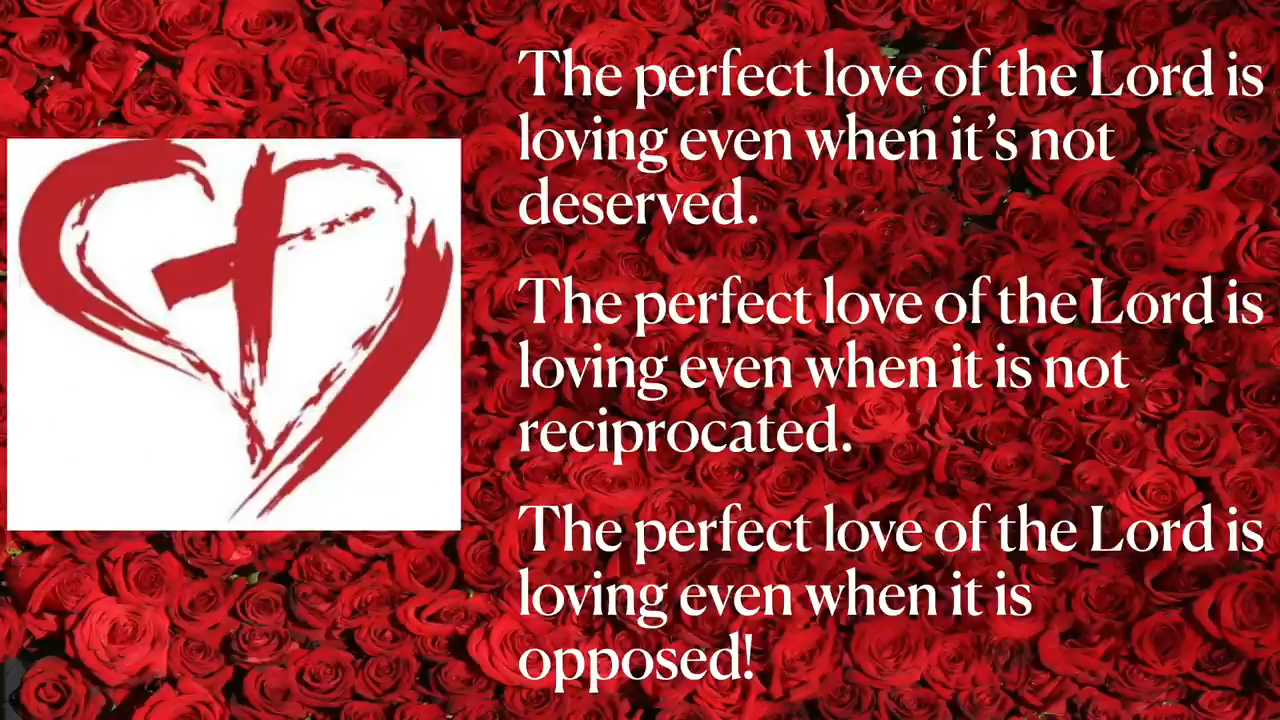 The perfect love of the Lord is
loving even when it’s not
deserved.
The perfect love of the Lord is
loving even when it is not
reciprocated.
The perfect love of the Lord is
loving even when it is
opposed!